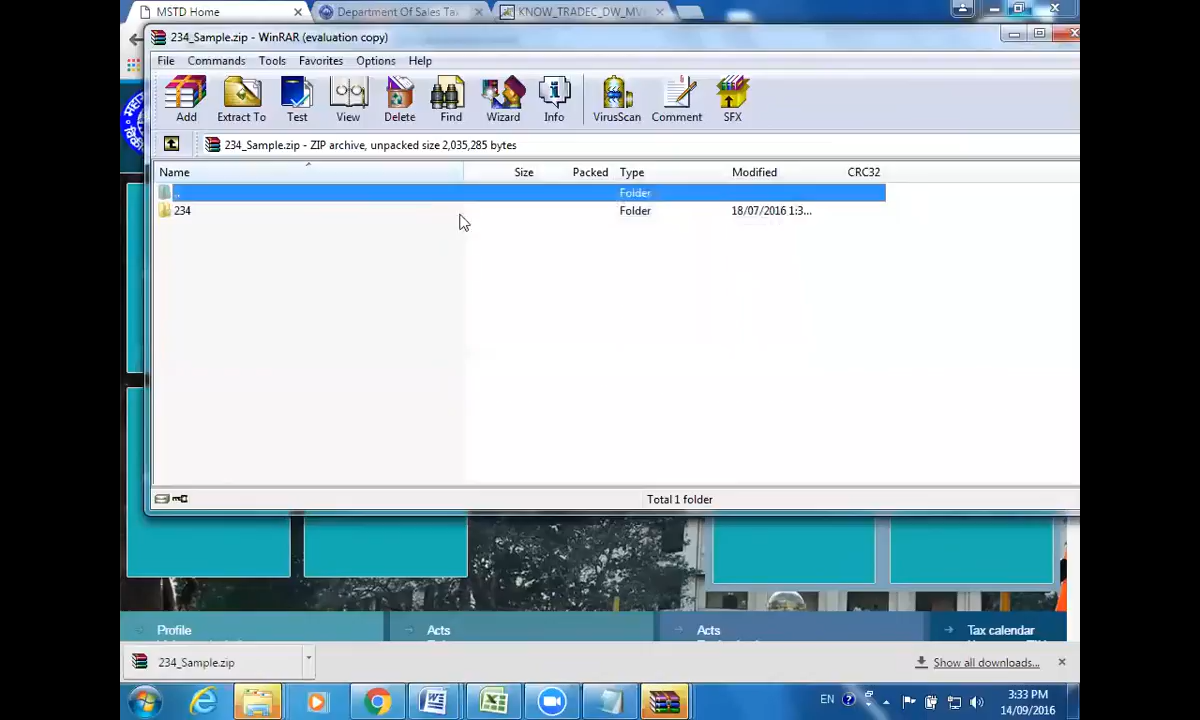 MSTD Home
Department Of Sales Ta
KNOW_TRADEC_DW_MV
234_Sample.zip - WinRAR (evaluation copy)
File Commands Tools Favorites Options Help
Add Extract To Test View Delete Find Wizard Info VirusScan Comment SFX
234_Sample.zip - ZIP archive, unpacked size 2,035,285 bytes
Name Size Packed Type Modified CRC32
.. Folder
234 Folder 18/07/2016 1:3...
Total 1 folder
Profile Acts Acts Tax calendar
234_Sample.zip Show all downloads...
EN 3:33 PM
14/09/2016